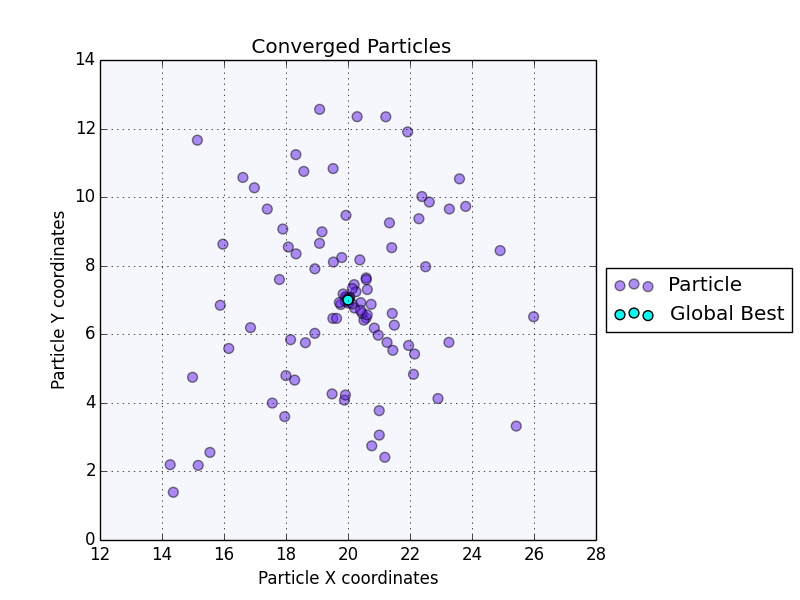 Converged Particles
14
12
10
8
6
4
2
0
Particle Y coordinates
12 14 16 18 20 22 24 26 28
Particle X coordinates
Particle
Global Best